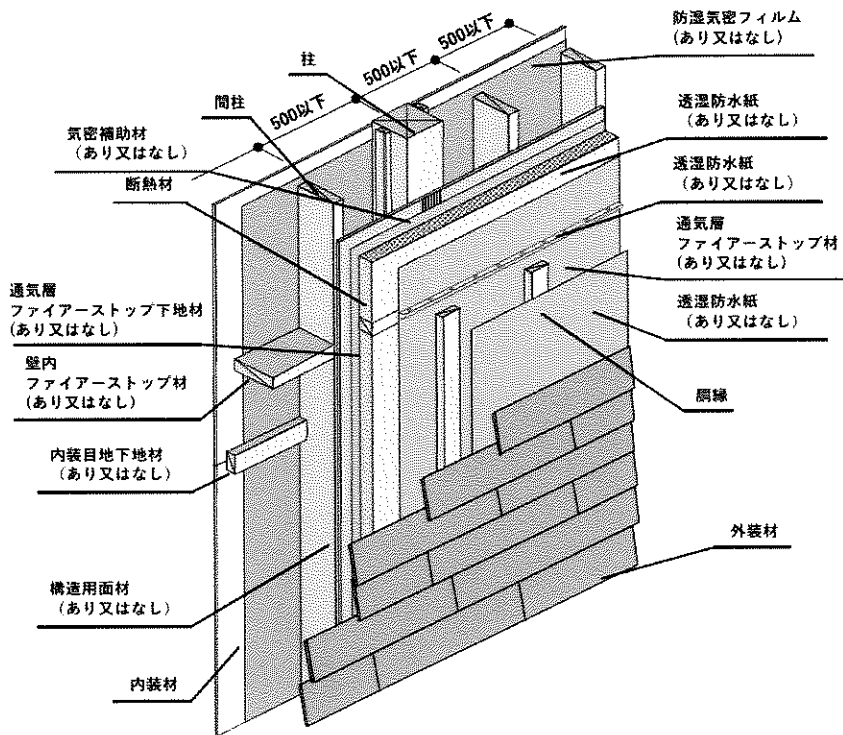 500以下
500以下
500以下
柱
間柱
気密補助材
(あり又はなし)
断熱材
通気層
ファイアーストップ下地材
(あり又はなし)
壁内
ファイアーストップ材
(あり又はなし)
内装目地下地材
(あり又はなし)
構造用面材
(あり又はなし)
内装材
防湿気密フィルム
(あり又はなし)
透湿防水紙
(あり又はなし)
透湿防水紙
(あり又はなし)
通気層
ファイアーストップ材
(あり又はなし)
透湿防水紙
(あり又はなし)
胴縁
外装材